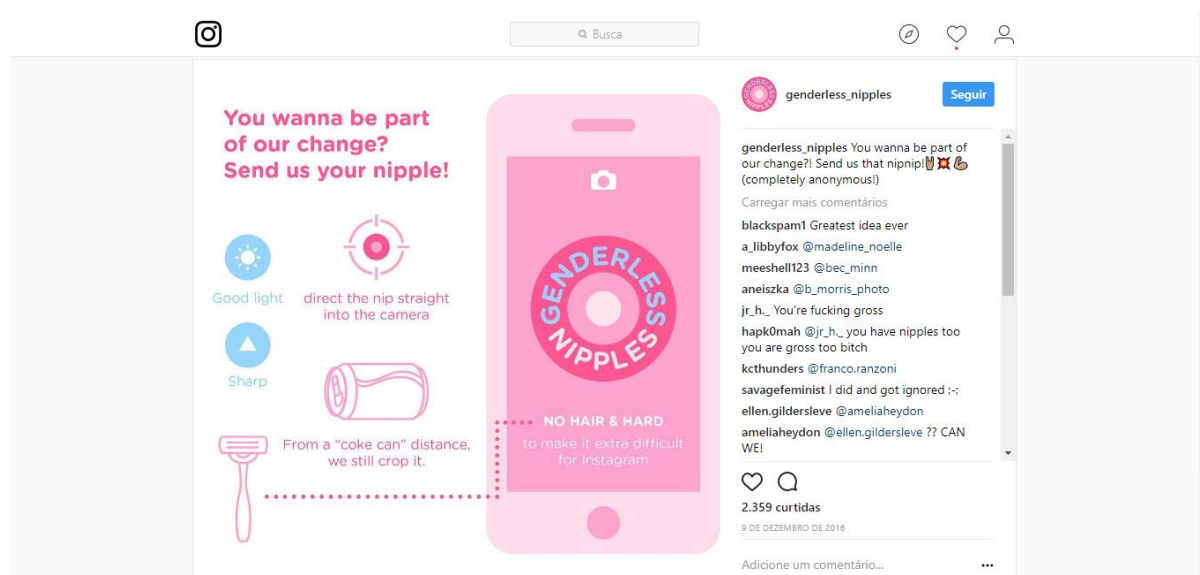 Busca
You wanna be part
of our change?
Send us your nipple!
Good light
direct the nip straight
into the camera
Sharp
From a “coke can” distance,
we still crop it.
GENDERLESS
NIPPLES
NO HAIR & HARD
to make it extra difficult
for Instagram
GENDERLESS
NIPPLES
genderless_nipples
Seguir
genderless_nipples You wanna be part of
our change?! Send us that nipnip!🤘🏽💥💪🏽
(completely anonymous!)
Carregar mais comentários
blackspam1 Greatest idea ever
a_libbyfox @madeline_noelle
meeshell123 @bec_minn
aneiszka @b_morris_photo
jr_h._ You're fucking gross
hapk0mah @jr_h._ you have nipples too
you are gross too bitch
kcthunders @franco.ranzoni
savagefeminist I did and got ignored ;-;
ellen.gildersleve @ameliaheydon
ameliaheydon @ellen.gildersleve ?? CAN
WE!
2.359 curtidas
9 DE DEZEMBRO DE 2016
Adicione um comentário...